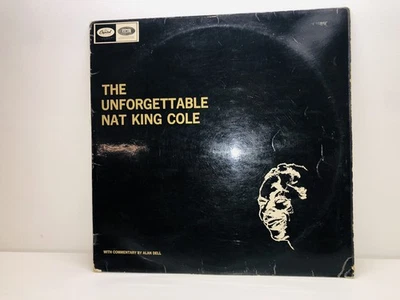 THE
UNFORGETTABLE
NAT KING COLE
WITH COMMENTARY BY ALAN DELL